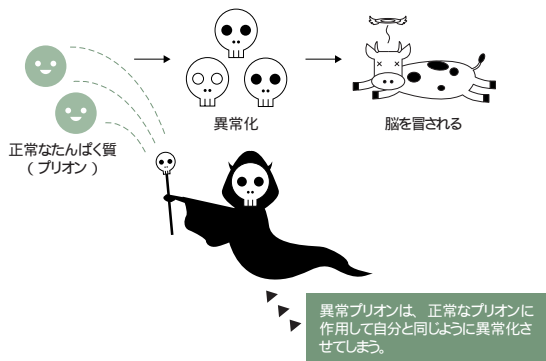 異常化
脳を冒される
正常なたんぱく質
( プリオン )
異常プリオンは、正常なプリオンに
作用して自分と同じように異常化さ
せてしまう。